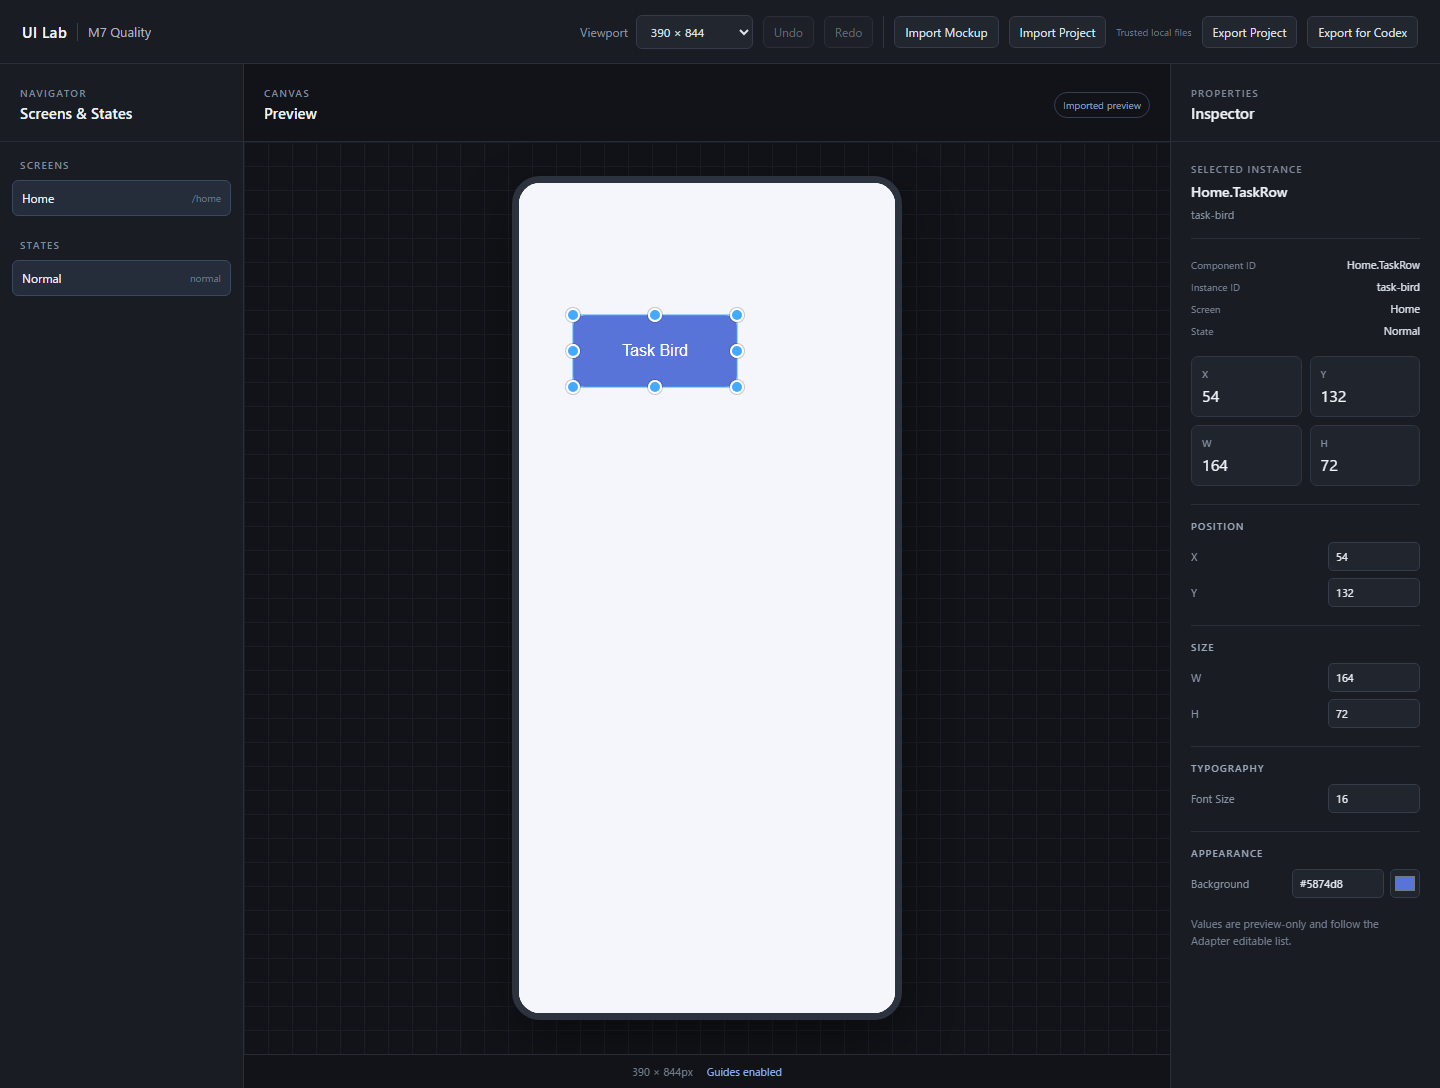 UI Lab
M7 Quality
Viewport
390 × 844
Undo
Redo
Import Mockup
Import Project
Trusted local files
Export Project
Export for Codex
NAVIGATOR
Screens & States
SCREENS
Home
/home
STATES
Normal
normal
CANVAS
Preview
Imported preview
Task Bird
390 × 844px
Guides enabled
PROPERTIES
Inspector
SELECTED INSTANCE
Home.TaskRow
task-bird
Component ID
Home.TaskRow
Instance ID
task-bird
Screen
Home
State
Normal
X
54
Y
132
W
164
H
72
POSITION
X
54
Y
132
SIZE
W
164
H
72
TYPOGRAPHY
Font Size
16
APPEARANCE
Background
#5874d8
Values are preview-only and follow the
Adapter editable list.